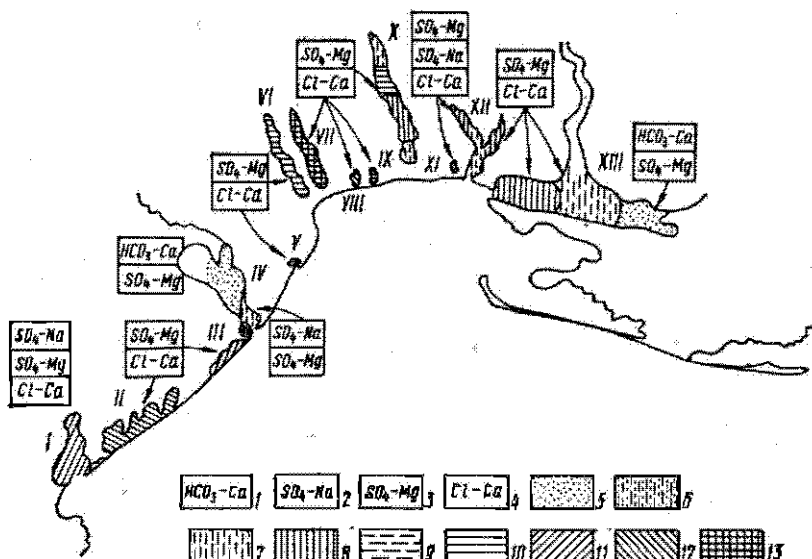 X
SO₄-Mg
SO₄-Na
Cl-Ca
SO₄-Mg
Cl-Ca
SO₄-Mg
Cl-Ca
VI
VII
XII
HCO₃-Ca
SO₄-Mg
IX
XI
XIII
SO₄-Mg
Cl-Ca
VIII
V
HCO₃-Ca
SO₄-Mg
IV
SO₄-Na
SO₄-Mg
Cl-Ca
III
SO₄-Mg
Cl-Ca
SO₄-Na
SO₄-Mg
II
I
HCO₃-Ca 1 SO₄-Na 2 SO₄-Mg 3 Cl-Ca 4 5 6
7 8 9 10 11 12 13